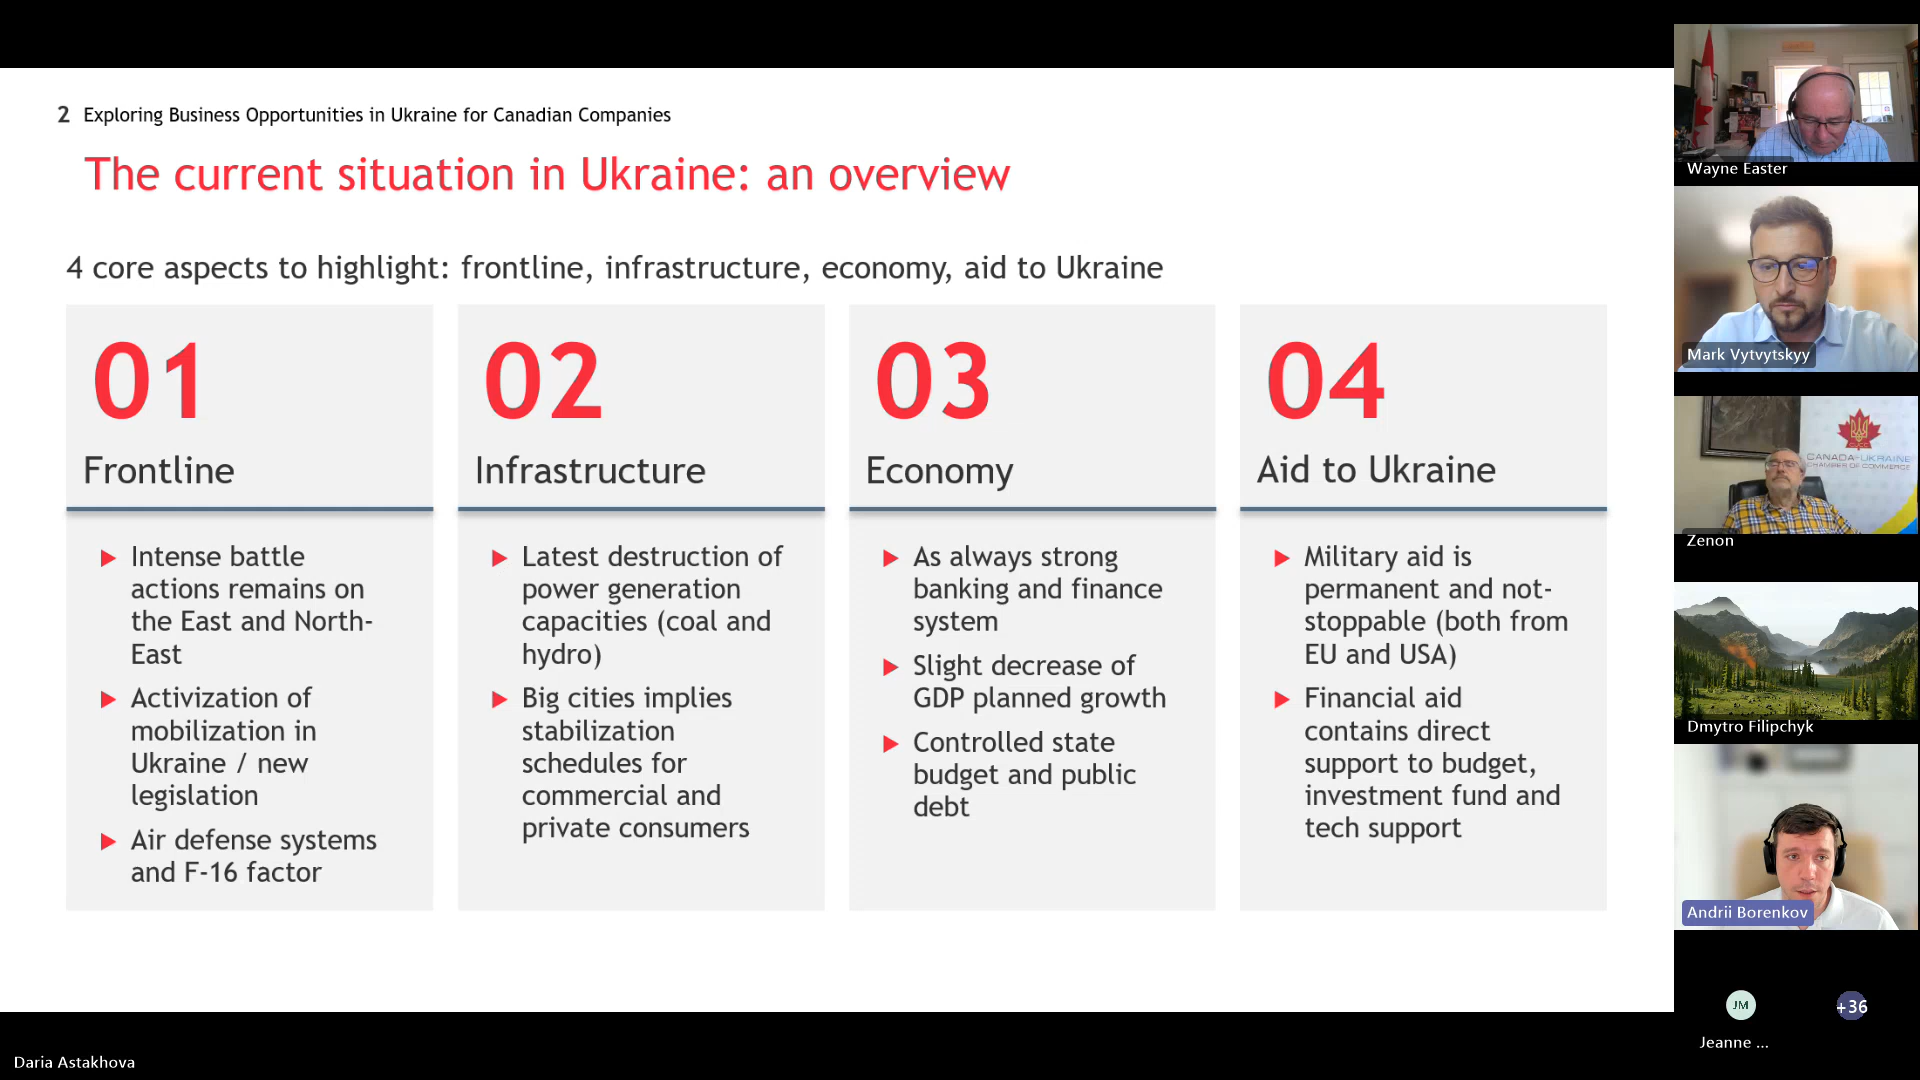 2 Exploring Business Opportunities in Ukraine for Canadian Companies
The current situation in Ukraine: an overview
4 core aspects to highlight: frontline, infrastructure, economy, aid to Ukraine
01
Frontline
Intense battle
actions remains on
the East and North-
East
Activization of
mobilization in
Ukraine / new
legislation
Air defense systems
and F-16 factor
02
Infrastructure
Latest destruction of
power generation
capacities (coal and
hydro)
Big cities implies
stabilization
schedules for
commercial and
private consumers
03
Economy
As always strong
banking and finance
system
Slight decrease of
GDP planned growth
Controlled state
budget and public
debt
04
Aid to Ukraine
Military aid is
permanent and not-
stoppable (both from
EU and USA)
Financial aid
contains direct
support to budget,
investment fund and
tech support
Wayne Easter
Mark Vytvytskyy
CANADA-UKRAINE
CHAMBER OF COMMERCE
Zenon
Dmytro Filipchyk
Andrii Borenkov
JM
+36
Jeanne ...
Daria Astakhova